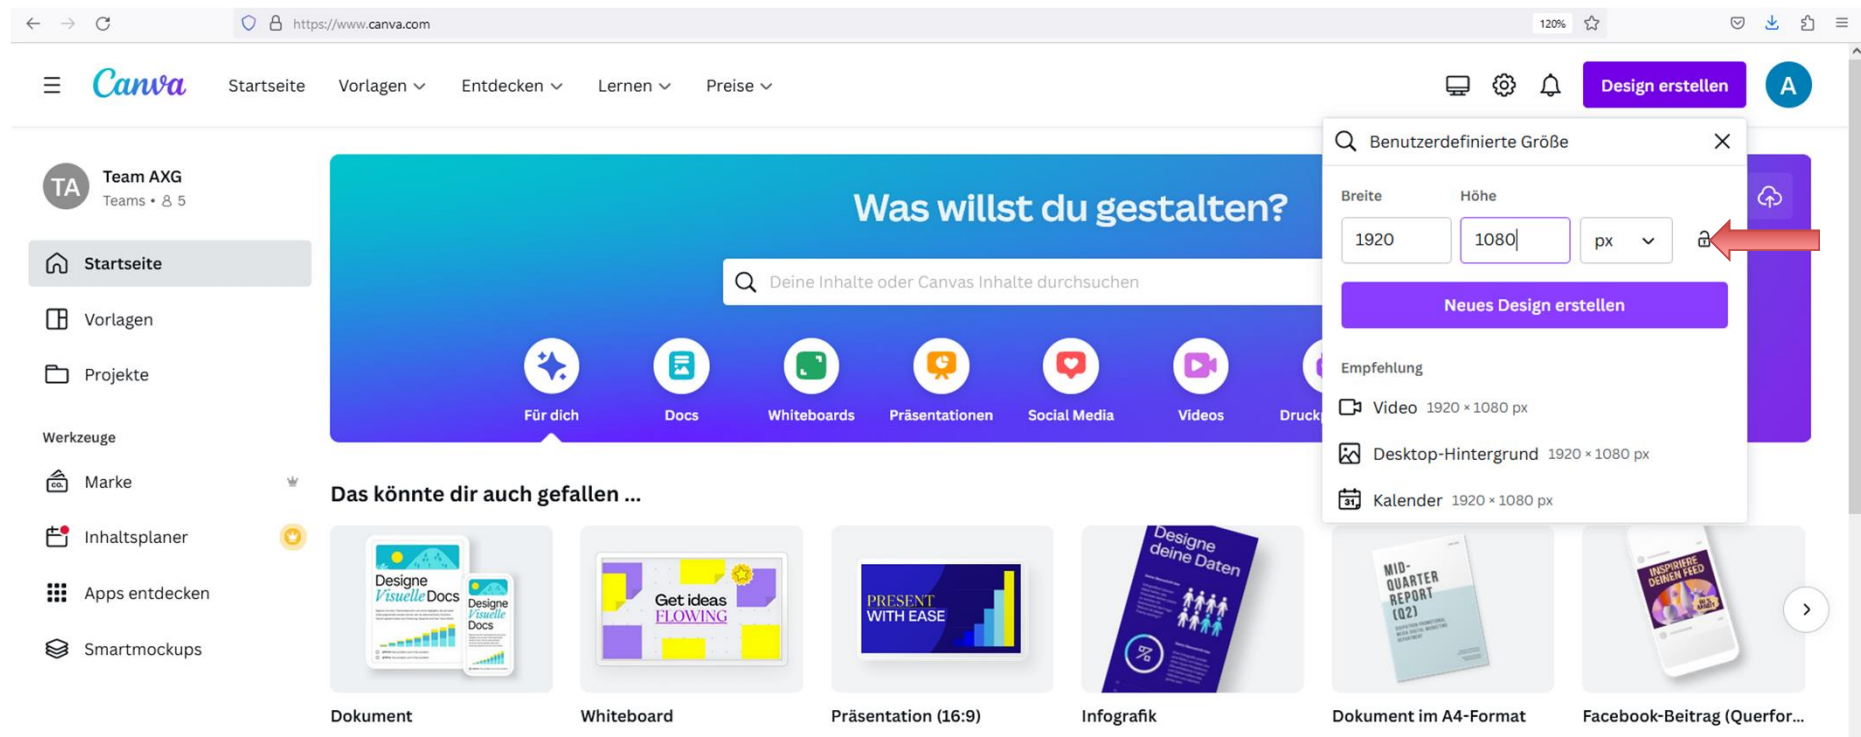 https://www.canva.com
120%
Canva
Startseite
Vorlagen
Entdecken
Lernen
Preise
Design erstellen
A
TA
Team AXG
Teams • 5
Startseite
Vorlagen
Projekte
Werkzeuge
CO.
Marke
Inhaltsplaner
Apps entdecken
Smartmockups
Was willst du gestalten?
Deine Inhalte oder Canvas Inhalte durchsuchen
Für dich
Docs
Whiteboards
Präsentationen
Social Media
Videos
Druck
Benutzerdefinierte Größe
Breite
Höhe
1920
1080
px
Neues Design erstellen
Empfehlung
Video 1920 × 1080 px
Desktop-Hintergrund 1920 × 1080 px
31
Kalender 1920 × 1080 px
Das könnte dir auch gefallen ...
Designe
Visuelle Docs
Designe
Visuelle
Docs
Get ideas
FLOWING
PRESENT
WITH EASE
Designe
deine Daten
%
MID-
QUARTER
REPORT
(Q2)
INSPIRIERE
DEINEN FEED
Dokument
Whiteboard
Präsentation (16:9)
Infografik
Dokument im A4-Format
Facebook-Beitrag (Querfor...